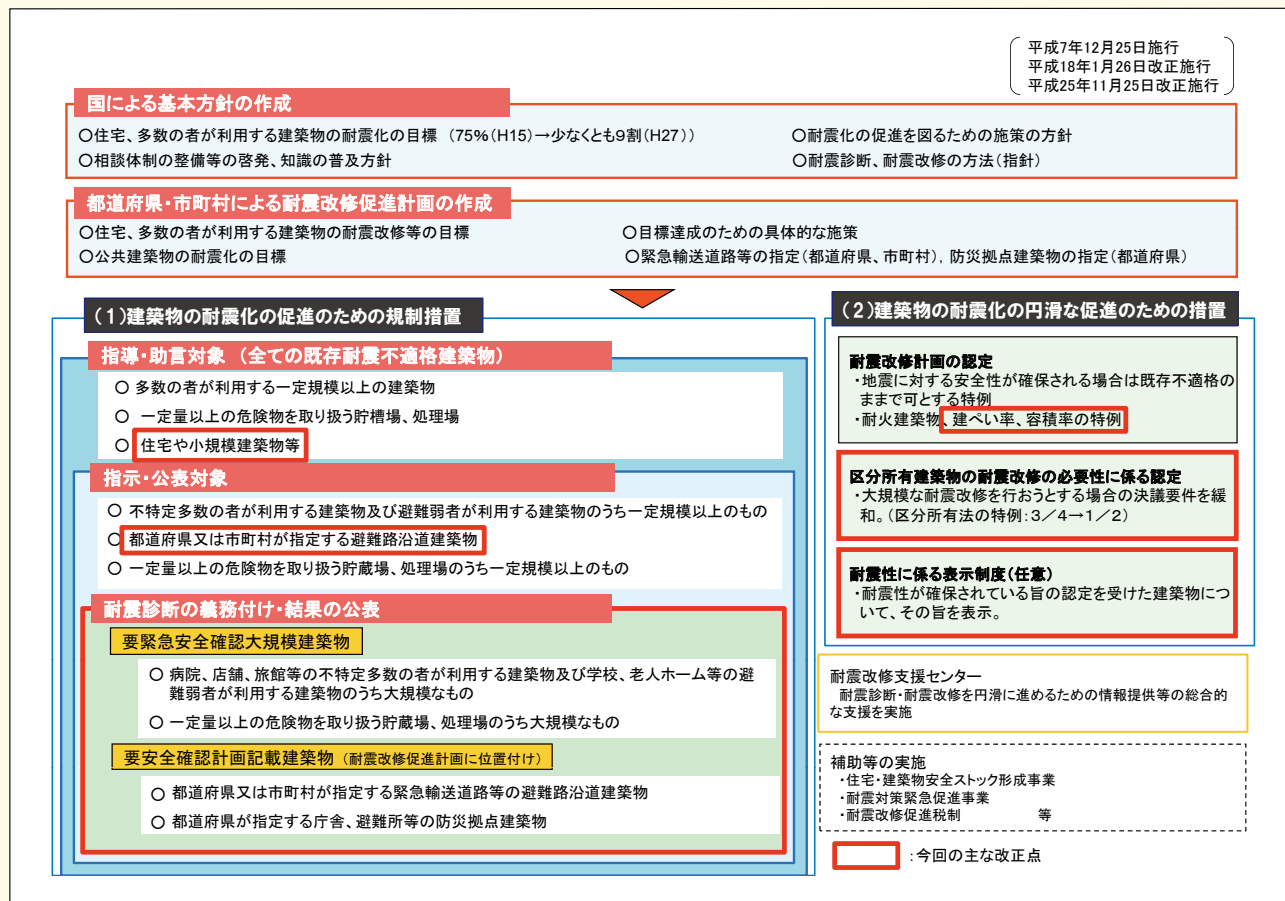 平成7年12月25日施行
平成18年1月26日改正施行
平成25年11月25日改正施行
国による基本方針の作成
○住宅、多数の者が利用する建築物の耐震化の目標 (75%(H15)→少なくとも9割(H27))
○耐震化の促進を図るための施策の方針
○相談体制の整備等の啓発、知識の普及方針
○耐震診断、耐震改修の方法(指針)
都道府県・市町村による耐震改修促進計画の作成
○住宅、多数の者が利用する建築物の耐震改修等の目標
○目標達成のための具体的な施策
○公共建築物の耐震化の目標
○緊急輸送道路等の指定(都道府県、市町村), 防災拠点建築物の指定(都道府県)
(1)建築物の耐震化の促進のための規制措置
指導・助言対象 (全ての既存耐震不適格建築物)
○ 多数の者が利用する一定規模以上の建築物
○ 一定量以上の危険物を取り扱う貯槽場、処理場
○ 住宅や小規模建築物等
指示・公表対象
○ 不特定多数の者が利用する建築物及び避難弱者が利用する建築物のうち一定規模以上のもの
○ 都道府県又は市町村が指定する避難路沿道建築物
○ 一定量以上の危険物を取り扱う貯蔵場、処理場のうち一定規模以上のもの
耐震診断の義務付け・結果の公表
要緊急安全確認大規模建築物
○ 病院、店舗、旅館等の不特定多数の者が利用する建築物及び学校、老人ホーム等の避
難弱者が利用する建築物のうち大規模なもの
○ 一定量以上の危険物を取り扱う貯蔵場、処理場のうち大規模なもの
要安全確認計画記載建築物 (耐震改修促進計画に位置付け)
○ 都道府県又は市町村が指定する緊急輸送道路等の避難路沿道建築物
○ 都道府県が指定する庁舎、避難所等の防災拠点建築物
(2)建築物の耐震化の円滑な促進のための措置
耐震改修計画の認定
・地震に対する安全性が確保される場合は既存不適格の
ままで可とする特例
・耐火建築物、建ぺい率、容積率の特例
区分所有建築物の耐震改修の必要性に係る認定
・大規模な耐震改修を行おうとする場合の決議要件を緩
和。(区分所有法の特例:3/4→1/2)
耐震性に係る表示制度(任意)
・耐震性が確保されている旨の認定を受けた建築物につ
いて、その旨を表示。
耐震改修支援センター
耐震診断・耐震改修を円滑に進めるための情報提供等の総合的
な支援を実施
補助等の実施
・住宅・建築物安全ストック形成事業
・耐震対策緊急促進事業
・耐震改修促進税制 等
:今回の主な改正点